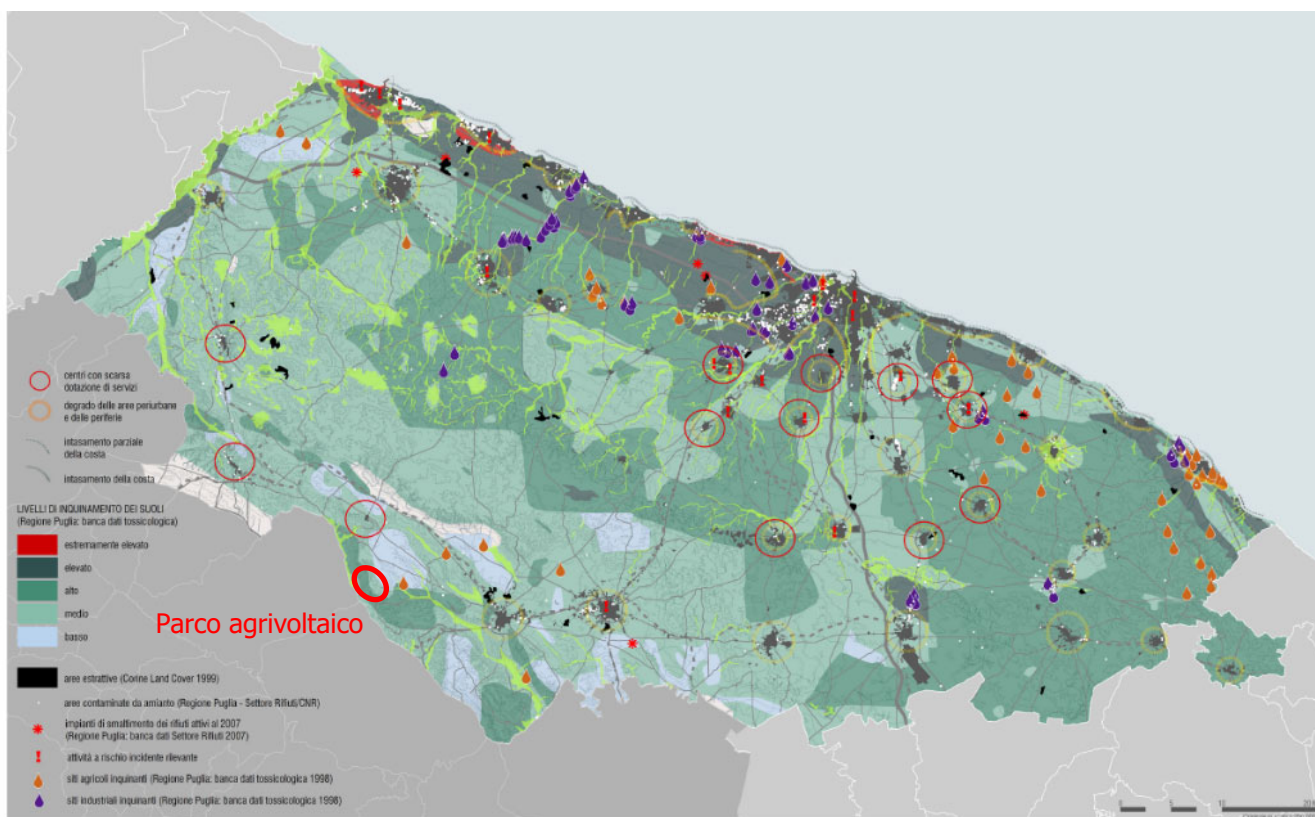 centri con scarsa
dotazione di servizi
degrado delle aree periurbane
e delle periferie
intasamento parziale
della costa
intasamento della costa
LIVELLI DI INQUINAMENTO DEI SUOLI
(Regione Puglia: banca dati tossicologica)
estremamente elevato
elevato
alto
medio
basso
Parco agrivoltaico
aree estrattive (Corine Land Cover 1999)
aree contaminate da amianto (Regione Puglia - Settore Rifiuti/CNR)
impianti di smaltimento dei rifiuti attivi al 2007
(Regione Puglia: banca dati Settore Rifiuti 2007)
attività a rischio incidente rilevante
siti agricoli inquinanti (Regione Puglia: banca dati tossicologica 1998)
siti industriali inquinanti (Regione Puglia: banca dati tossicologica 1998)
0 5 10 20